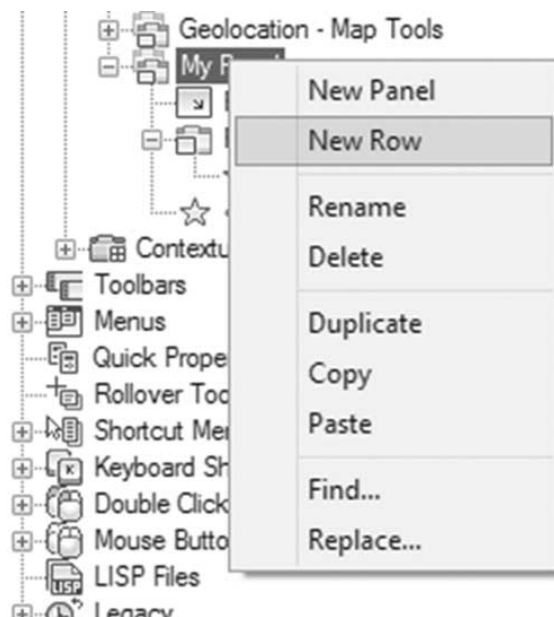 Geolocation - Map Tools
My
New Panel
New Row
Rename
Delete
Duplicate
Copy
Paste
Find...
Replace...
Contextu
Toolbars
Menus
Quick Prope
Rollover Too
Shortcut Me
Keyboard Sh
Double Click
Mouse Butto
LISP Files
Legacy